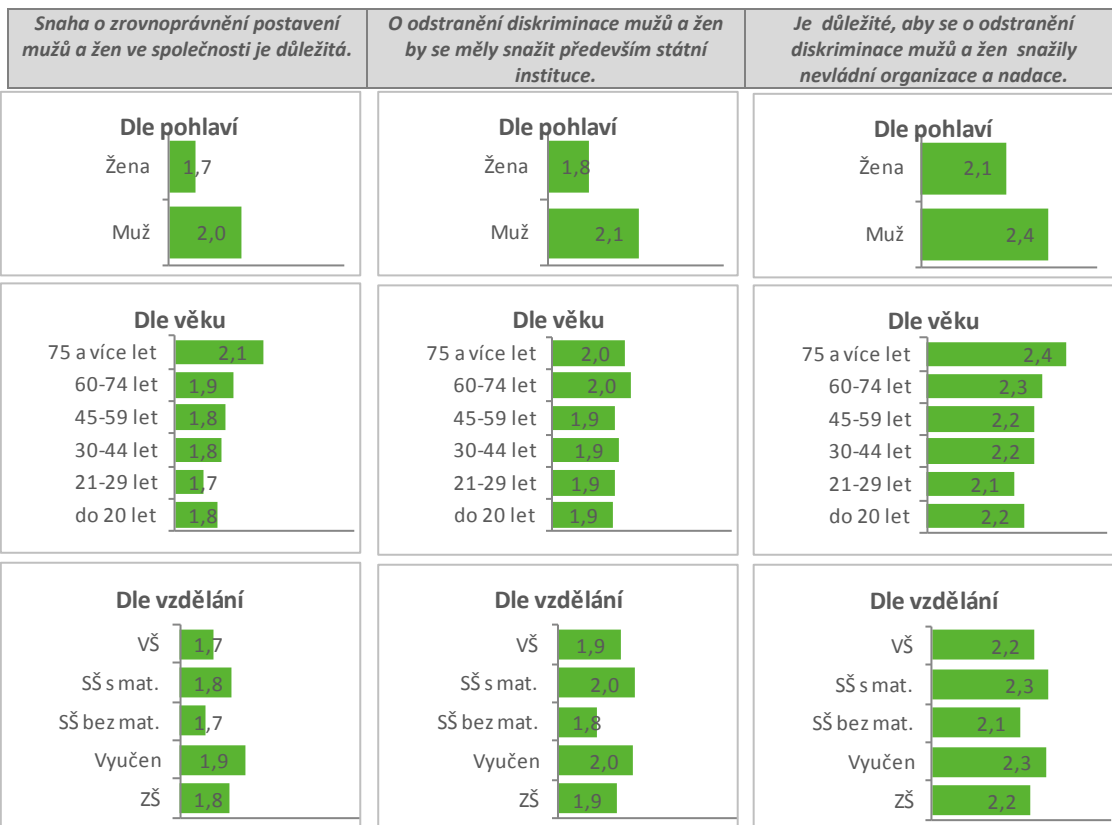 Snaha o zrovnoprávnění postavení
mužů a žen ve společnosti je důležitá.
O odstranění diskriminace mužů a žen
by se měly snažit především státní
instituce.
Je důležité, aby se o odstranění
diskriminace mužů a žen snažily
nevládní organizace a nadace.
Dle pohlaví
Žena 1,7
Muž 2,0
Dle pohlaví
Žena 1,8
Muž 2,1
Dle pohlaví
Žena 2,1
Muž 2,4
Dle věku
75 a více let 2,1
60-74 let 1,9
45-59 let 1,8
30-44 let 1,8
21-29 let 1,7
do 20 let 1,8
Dle věku
75 a více let 2,0
60-74 let 2,0
45-59 let 1,9
30-44 let 1,9
21-29 let 1,9
do 20 let 1,9
Dle věku
75 a více let 2,4
60-74 let 2,3
45-59 let 2,2
30-44 let 2,2
21-29 let 2,1
do 20 let 2,2
Dle vzdělání
VŠ 1,7
SŠ s mat. 1,8
SŠ bez mat. 1,7
Vyučen 1,9
ZŠ 1,8
Dle vzdělání
VŠ 1,9
SŠ s mat. 2,0
SŠ bez mat. 1,8
Vyučen 2,0
ZŠ 1,9
Dle vzdělání
VŠ 2,2
SŠ s mat. 2,3
SŠ bez mat. 2,1
Vyučen 2,3
ZŠ 2,2